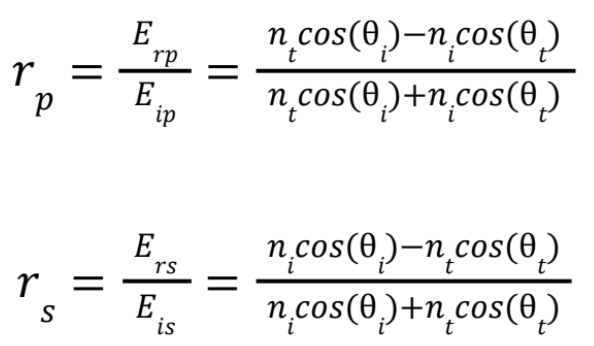 r_p = E_rp / E_ip = (n_t cos(θ_i)−n_i cos(θ_t)) / (n_t cos(θ_i)+n_i cos(θ_t))
r_s = E_rs / E_is = (n_i cos(θ_i)−n_t cos(θ_t)) / (n_i cos(θ_i)+n_t cos(θ_t))